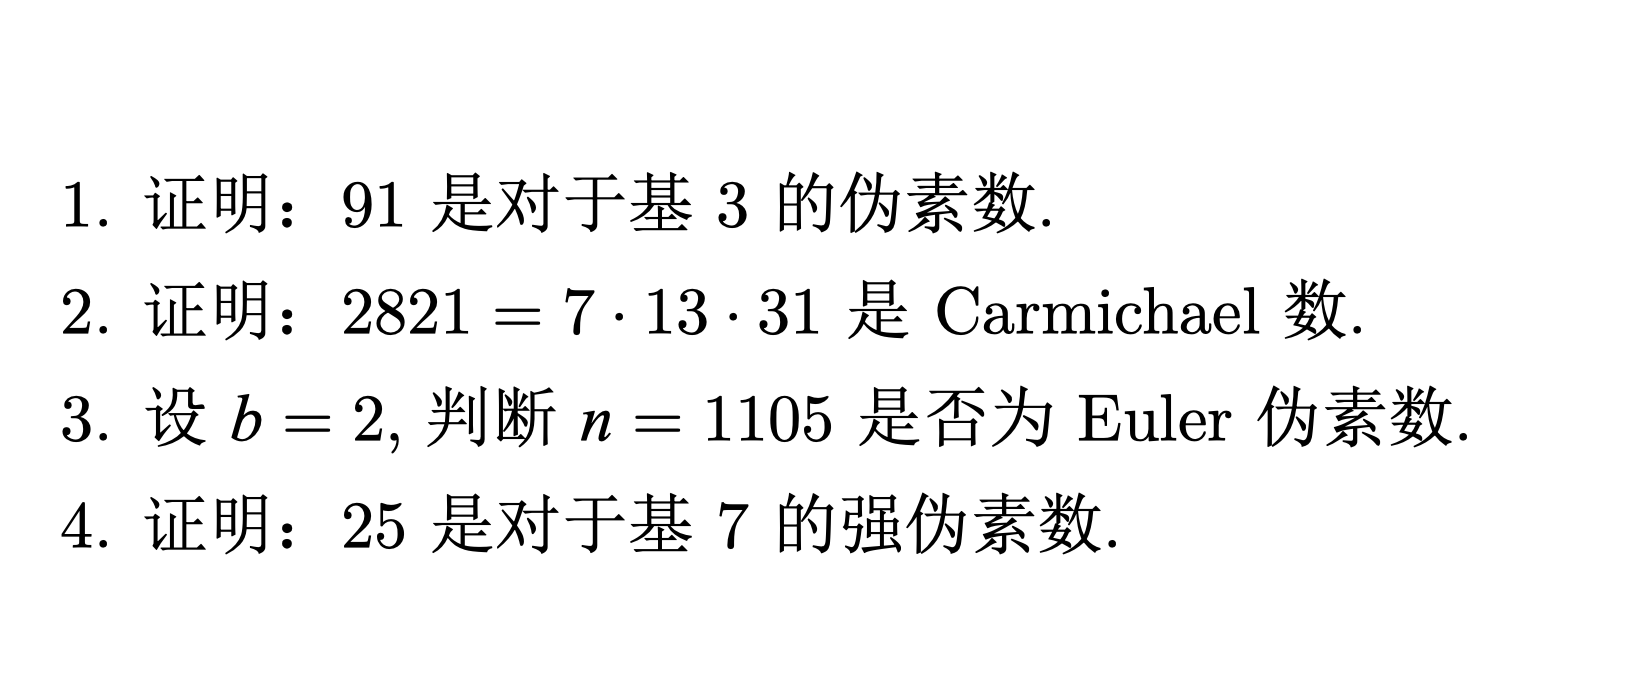 1. 证明：91 是对于基 3 的伪素数.
2. 证明：2821 = 7 · 13 · 31 是 Carmichael 数.
3. 设 b = 2, 判断 n = 1105 是否为 Euler 伪素数.
4. 证明：25 是对于基 7 的强伪素数.